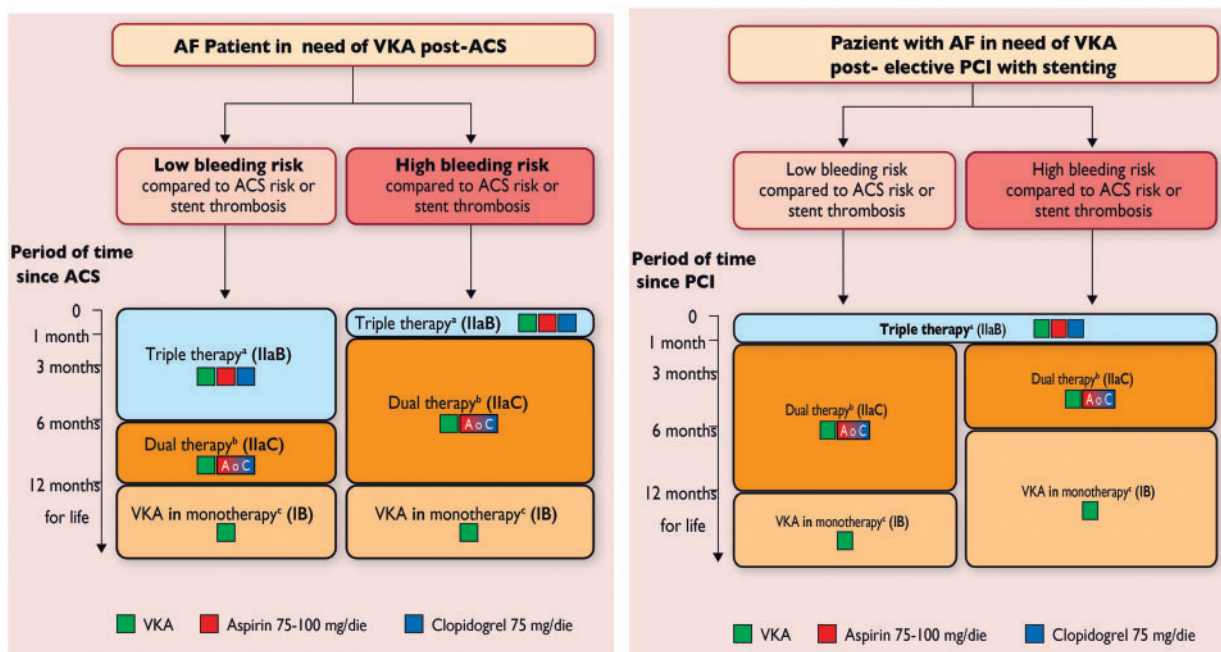 AF Patient in need of VKA post-ACS
Low bleeding risk
compared to ACS risk or
stent thrombosis
High bleeding risk
compared to ACS risk or
stent thrombosis
Period of time
since ACS
0
1 month
3 months
6 months
12 months
for life
Triple therapyᵃ (IIaB)
Dual therapyᵇ (IIaC)
A o C
VKA in monotherapyᶜ (IB)
Triple therapyᵃ (IIaB)
Dual therapyᵇ (IIaC)
A o C
VKA in monotherapyᶜ (IB)
VKA
Aspirin 75-100 mg/die
Clopidogrel 75 mg/die
Pazient with AF in need of VKA
post- elective PCI with stenting
Low bleeding risk
compared to ACS risk or
stent thrombosis
High bleeding risk
compared to ACS risk or
stent thrombosis
Period of time
since PCI
0
1 month
3 months
6 months
12 months
for life
Triple therapyᵃ (IIaB)
Dual therapyᵇ (IIaC)
A o C
VKA in monotherapyᶜ (IB)
Dual therapyᵇ (IIaC)
A o C
VKA in monotherapyᶜ (IB)
VKA
Aspirin 75-100 mg/die
Clopidogrel 75 mg/die